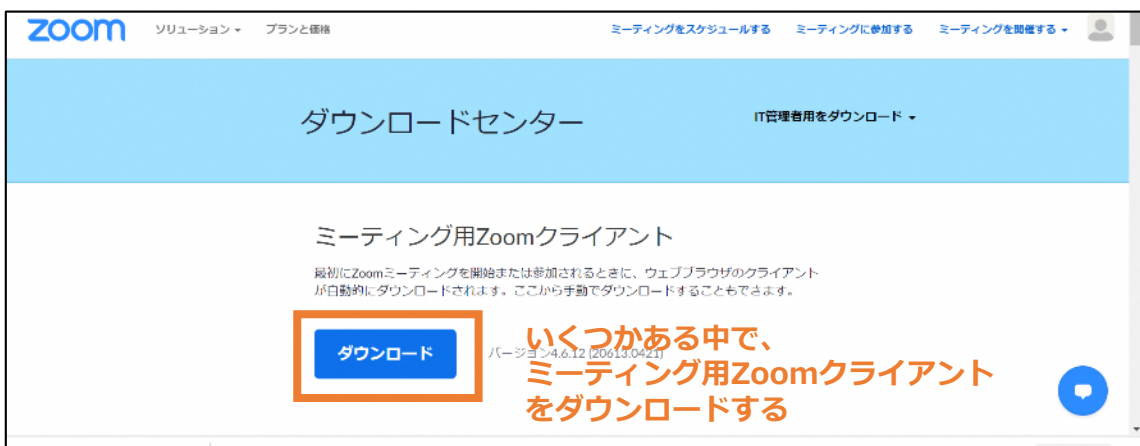 zoom ソリューション プランと価格 ミーティングをスケジュールする ミーティングに参加する ミーティングを開催する
ダウンロードセンター
IT管理者用をダウンロード
ミーティング用Zoomクライアント
最初にZoomミーティングを開始または参加されるときに、ウェブブラウザのクライアント
が自動的にダウンロードされます。ここから手動でダウンロードすることもできます。
ダウンロード
バージョン4.6.12 (20613.0421)
いくつかある中で、
ミーティング用Zoomクライアント
をダウンロードする